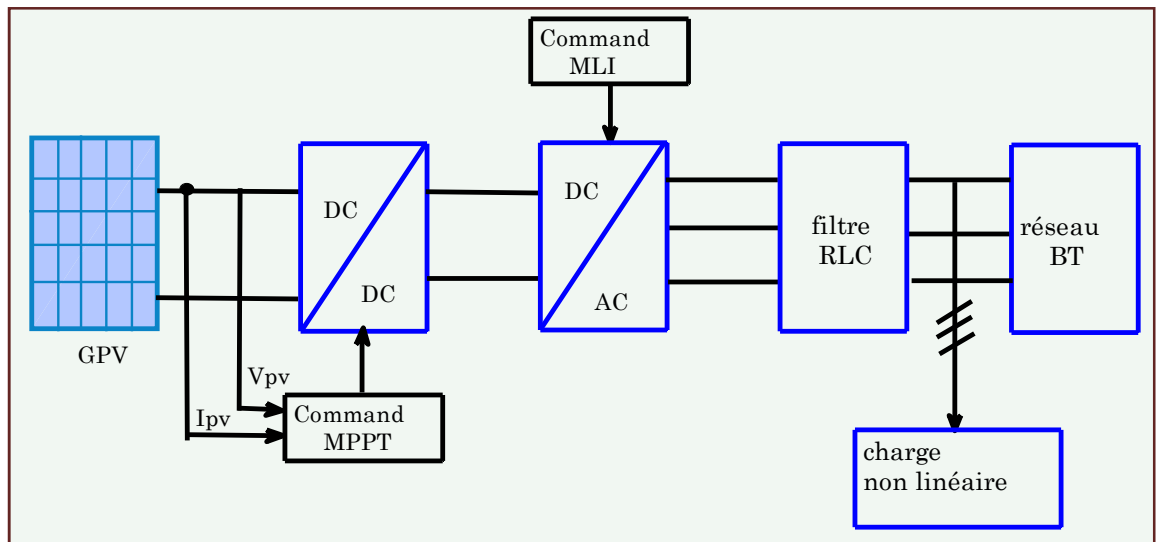 Command
MLI
DC
DC
DC
AC
filtre
RLC
réseau
BT
GPV
Vpv
Ipv
Command
MPPT
charge
non linéaire